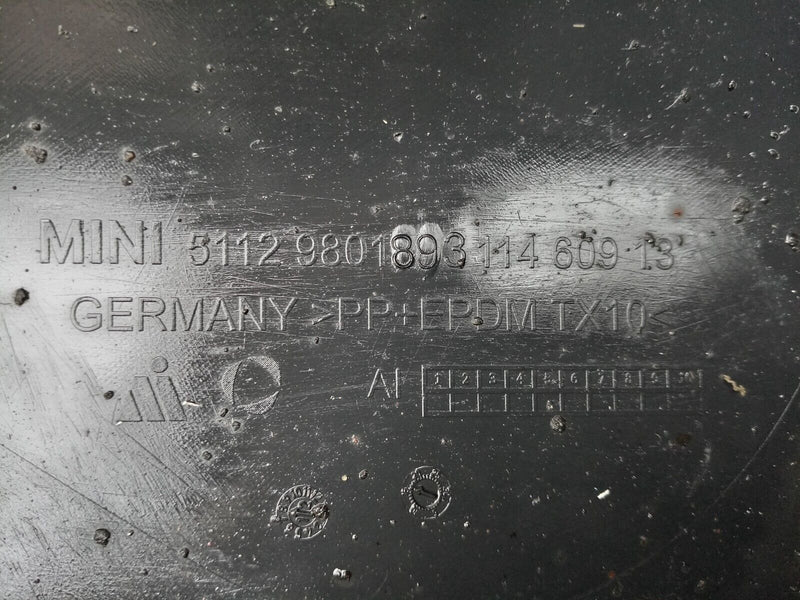 MINI 5112 9801893 114 609 13
GERMANY >PP+EPDM TX10<
AI 1 2 3 4 5 6 7 8 9 10